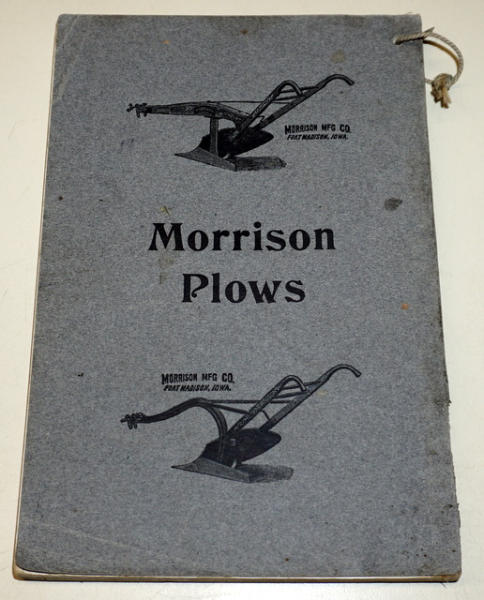 MORRISON MFG CO.
FORT MADISON, IOWA.
Morrison
Plows
MORRISON MFG CO.
FORT MADISON, IOWA.